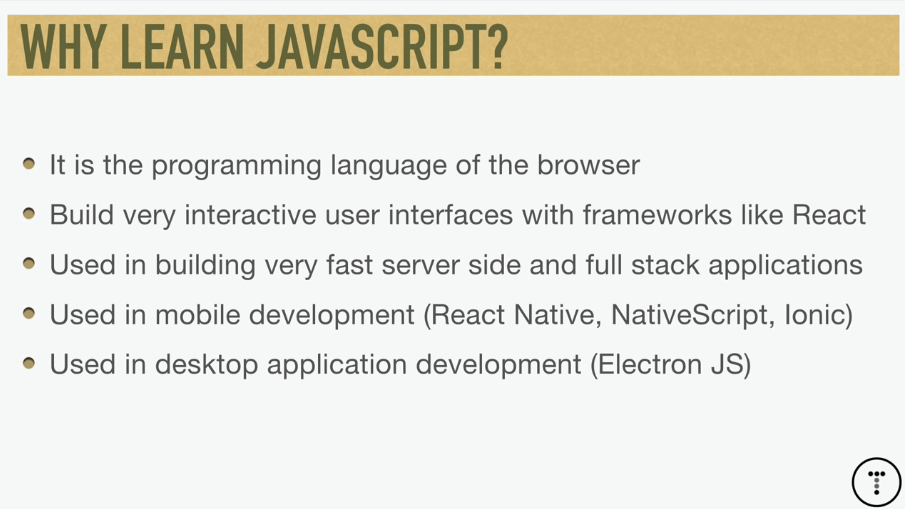 WHY LEARN JAVASCRIPT?
It is the programming language of the browser
Build very interactive user interfaces with frameworks like React
Used in building very fast server side and full stack applications
Used in mobile development (React Native, NativeScript, Ionic)
Used in desktop application development (Electron JS)
T